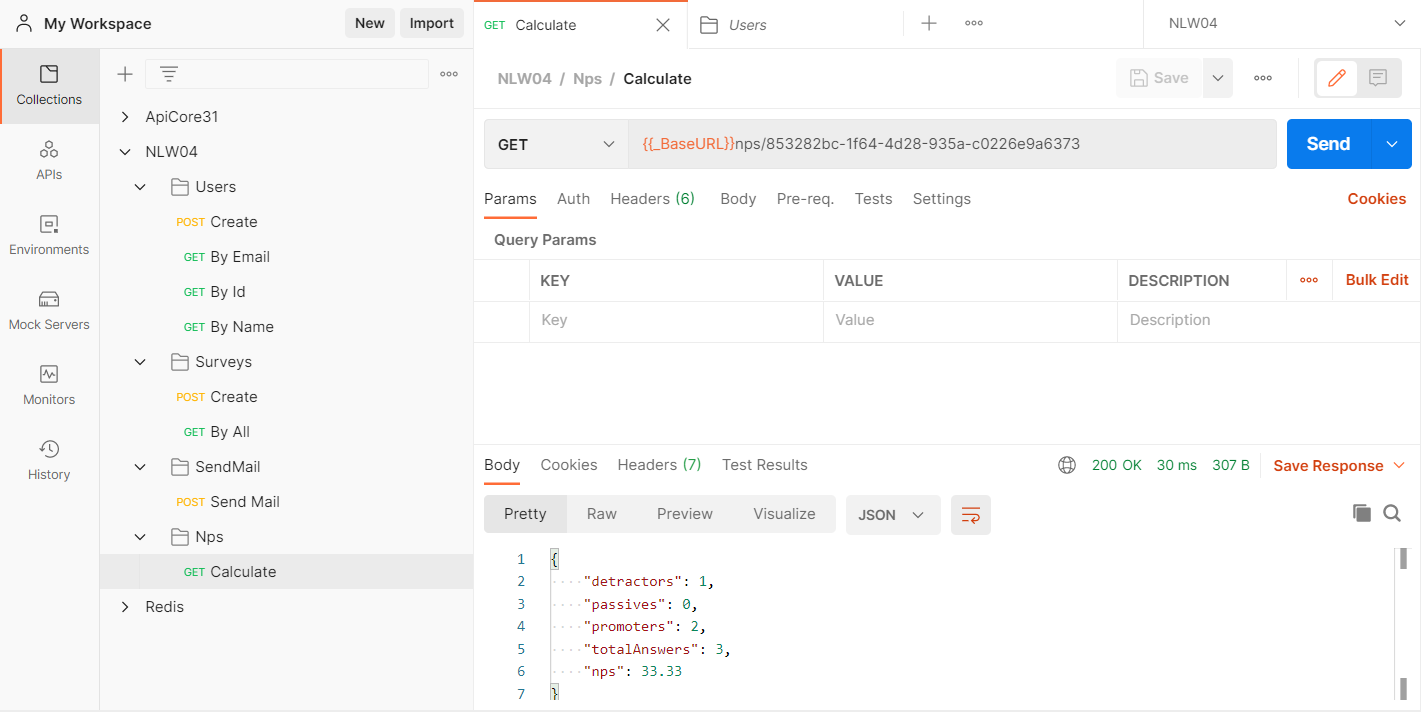 My Workspace
New
Import
Collections
APIs
Environments
Mock Servers
Monitors
History
ApiCore31
NLW04
Users
POST Create
GET By Email
GET By Id
GET By Name
Surveys
POST Create
GET By All
SendMail
POST Send Mail
Nps
GET Calculate
Redis
GET Calculate
Users
NLW04
NLW04 / Nps / Calculate
Save
GET
{{_BaseURL}}nps/853282bc-1f64-4d28-935a-c0226e9a6373
Send
Params Auth Headers (6) Body Pre-req. Tests Settings
Cookies
Query Params
KEY VALUE DESCRIPTION
Bulk Edit
Key Value Description
Body Cookies Headers (7) Test Results
200 OK 30 ms 307 B
Save Response
Pretty Raw Preview Visualize
JSON
1 {
2 "detractors": 1,
3 "passives": 0,
4 "promoters": 2,
5 "totalAnswers": 3,
6 "nps": 33.33
7 }